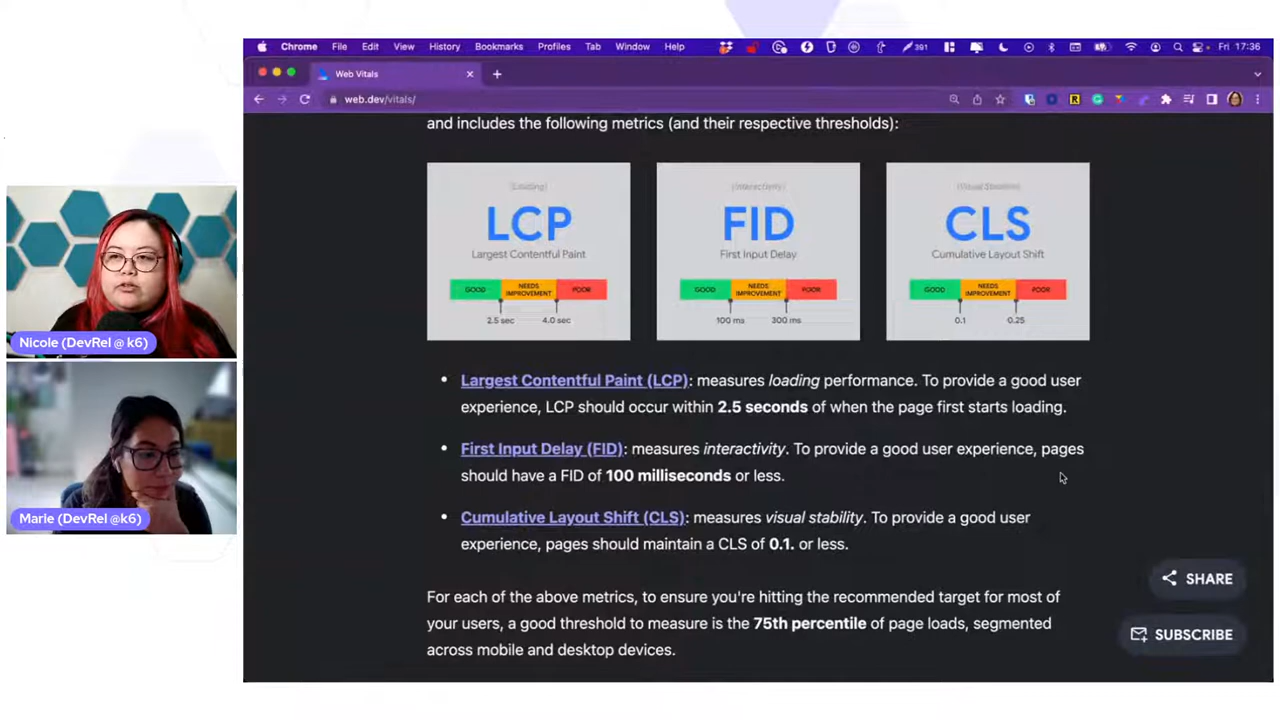 Chrome File Edit View History Bookmarks Profiles Tab Window Help 391 Fri 17:36
Web Vitals
web.dev/vitals/
and includes the following metrics (and their respective thresholds):
(Loading)
LCP
Largest Contentful Paint
GOOD NEEDS IMPROVEMENT POOR
2.5 sec 4.0 sec
(Interactivity)
FID
First Input Delay
GOOD NEEDS IMPROVEMENT POOR
100 ms 300 ms
(Visual Stability)
CLS
Cumulative Layout Shift
GOOD NEEDS IMPROVEMENT POOR
0.1 0.25
Nicole (DevRel @ k6)
Marie (DevRel @k6)
• Largest Contentful Paint (LCP): measures loading performance. To provide a good user
experience, LCP should occur within 2.5 seconds of when the page first starts loading.
• First Input Delay (FID): measures interactivity. To provide a good user experience, pages
should have a FID of 100 milliseconds or less.
• Cumulative Layout Shift (CLS): measures visual stability. To provide a good user
experience, pages should maintain a CLS of 0.1. or less.
SHARE
For each of the above metrics, to ensure you're hitting the recommended target for most of
your users, a good threshold to measure is the 75th percentile of page loads, segmented
across mobile and desktop devices.
SUBSCRIBE